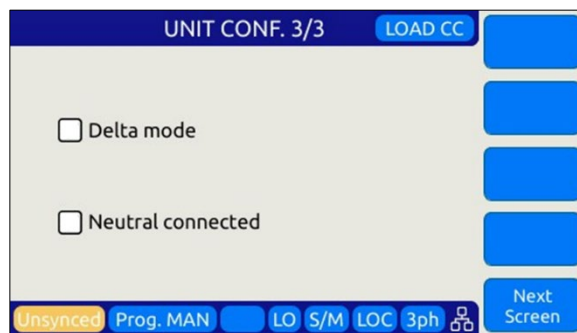 UNIT CONF. 3/3 LOAD CC
Delta mode
Neutral connected
Unsynced Prog. MAN LO S/M LOC 3ph
Next
Screen